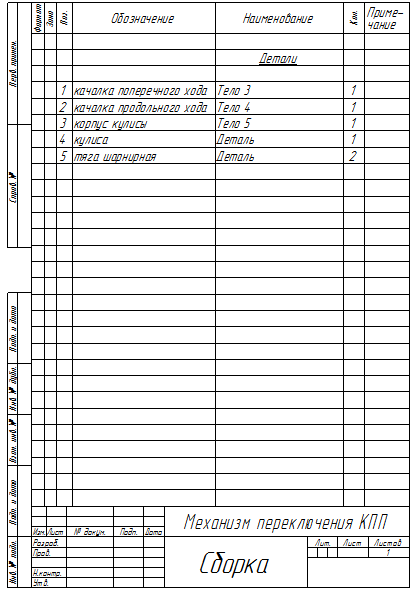 Перв. примен.
Справ. №
Подп. и дата
Инв. № дубл.
Взам. инв. №
Подп. и дата
Инв. № подл.
Формат Зона Поз. Обозначение Наименование Кол. Приме-
чание
Детали
1 качалка поперечного хода Тело 3 1
2 качалка продольного хода Тело 4 1
3 корпус кулисы Тело 5 1
4 кулиса Деталь 1
5 тяга шарнирная Деталь 2
Механизм переключения КПП
Изм. Лист № докум. Подп. Дата
Разраб.
Пров.
Н.контр.
Утв.
Сборка
Лит. Лист Листов
1